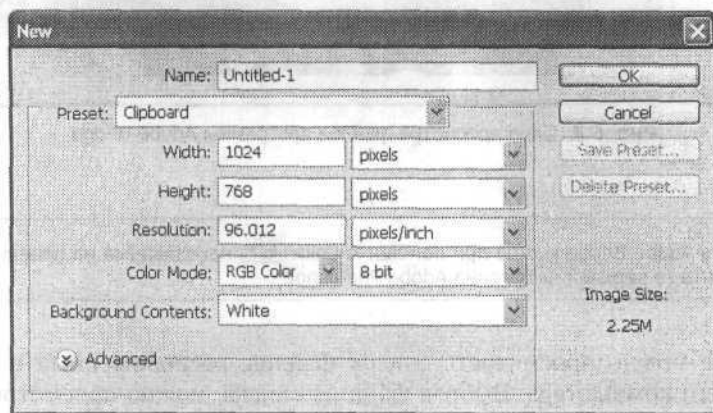 New
Name: Untitled-1
OK
Preset: Clipboard
Cancel
Width: 1024 pixels
Save Preset...
Height: 768 pixels
Delete Preset...
Resolution: 96.012 pixels/inch
Color Mode: RGB Color 8 bit
Image Size:
Background Contents: White
2.25M
Advanced